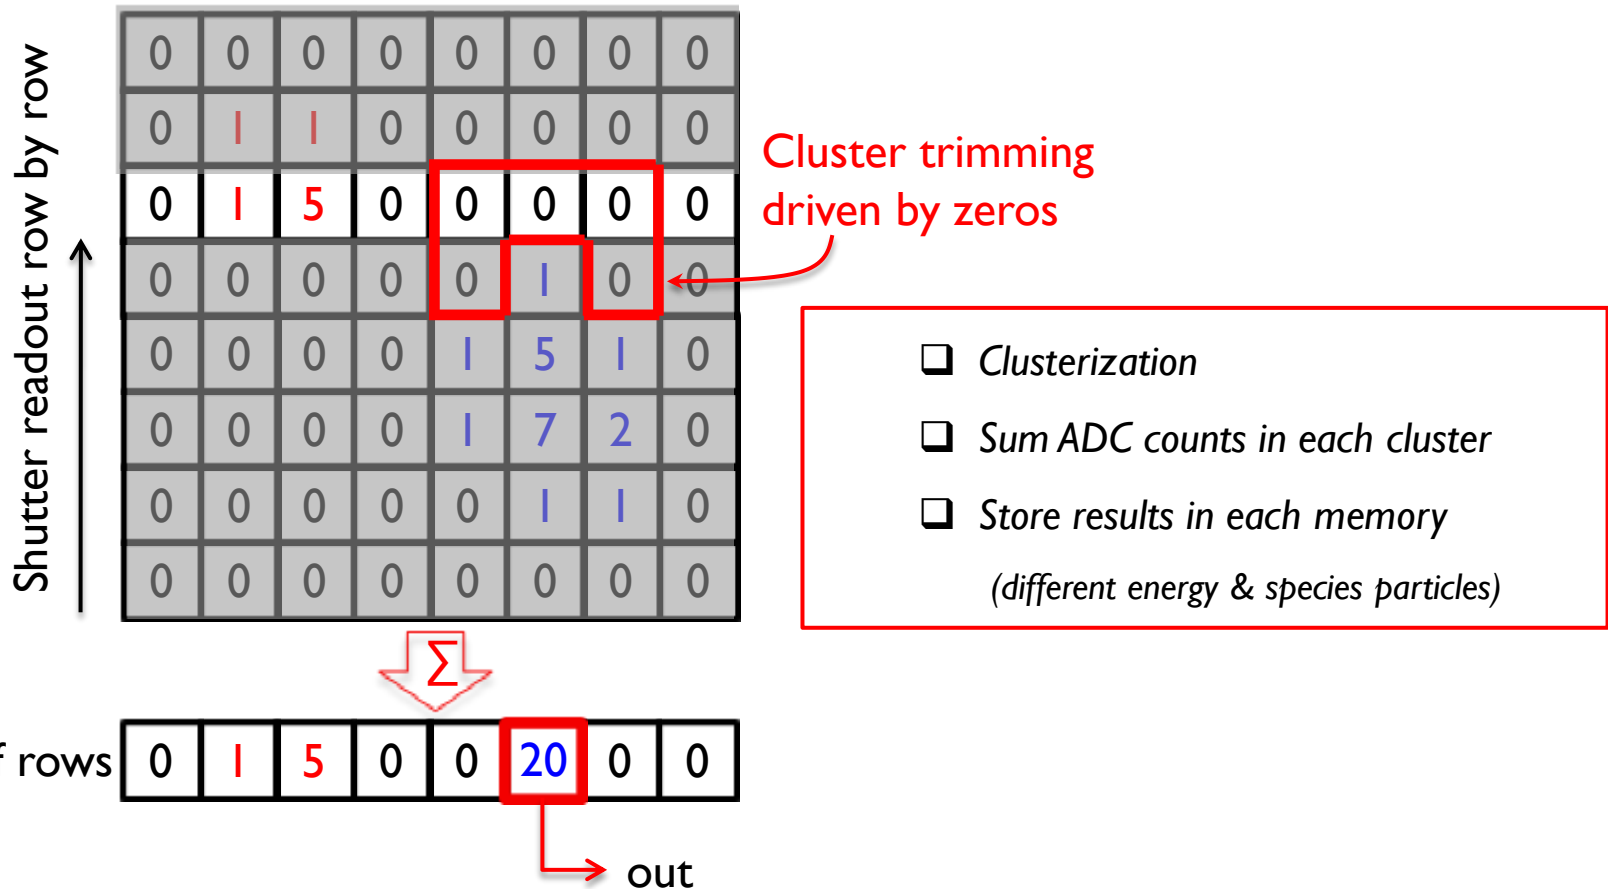 Shutter readout row by row
0 0 0 0 0 0 0 0
0 1 1 0 0 0 0 0
0 1 5 0 0 0 0 0
0 0 0 0 0 1 0 0
0 0 0 0 1 5 1 0
0 0 0 0 1 7 2 0
0 0 0 0 0 1 1 0
0 0 0 0 0 0 0 0
Cluster trimming
driven by zeros
❑ Clusterization
❑ Sum ADC counts in each cluster
❑ Store results in each memory
(different energy & species particles)
Σ
f rows 0 1 5 0 0 20 0 0
out